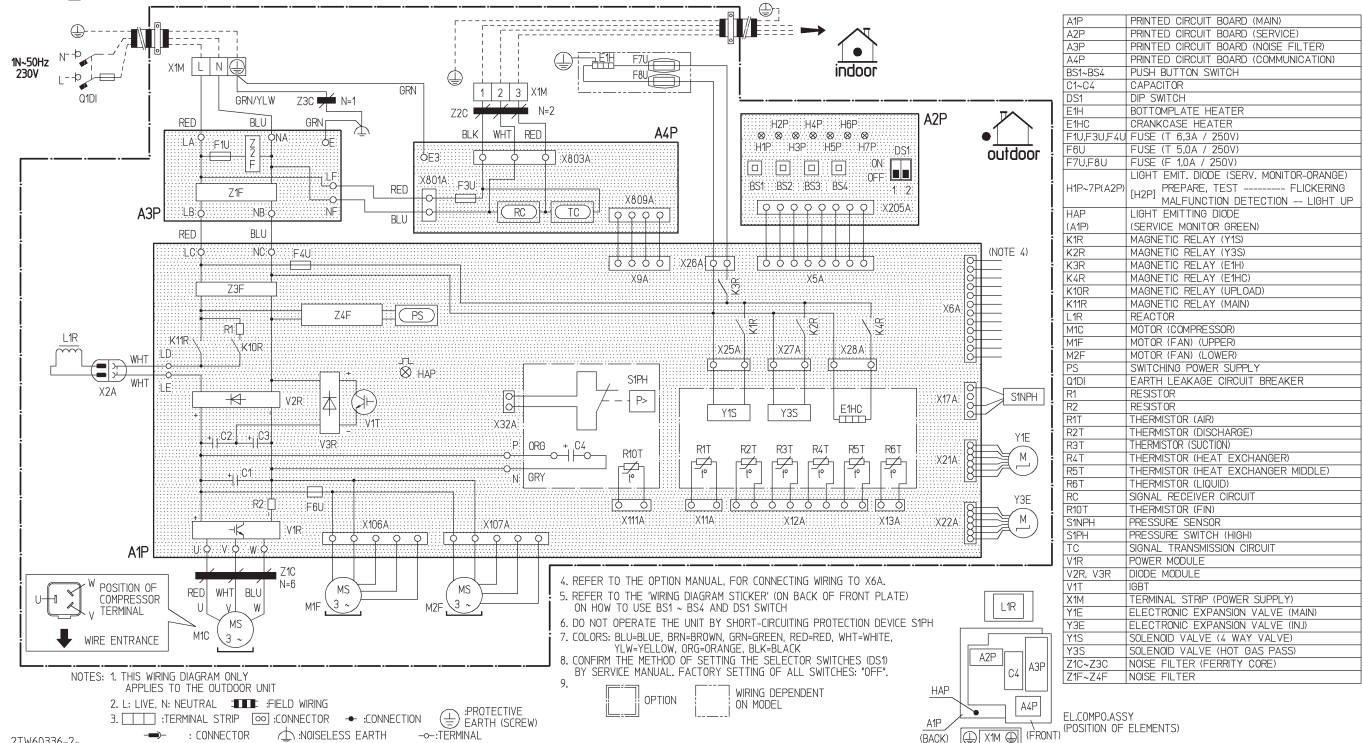 1N~50Hz
230V
N
L
Q1DI
X1M
L N
GRN/YLW
Z3C N=1
GRN
GRN
RED
BLU
LA
NA
E
F1U
Z2F
Z1F
LF
NF
LB
NB
A3P
RED
BLU
1 2 3 X1M
Z2C N=2
BLK WHT RED
A4P
E3
X803A
X801A
F3U
RED
BLU
RC
TC
X809A
E1H
F7U
F8U
indoor
A2P
H2P H4P H6P
H1P H3P H5P H7P
DS1
ON
OFF
1 2
BS1 BS2 BS3 BS4
X205A
outdoor
LC
NC
F4U
X9A
X26A
X5A
(NOTE 4)
Z3F
Z4F
PS
K3R
X6A
R1
K11R
K10R
K1R
K2R
K4R
L1R
WHT
LD
X2A
WHT
LE
HAP
X25A
X27A
X28A
V2R
V1T
V3R
S1PH
P>
X32A
Y1S
Y3S
E1HC
X17A
S1NPH
C2
C3
P
ORG
C4
N
GRY
C1
R10T
t°
R1T
R2T
R3T
R4T
R5T
R6T
t° t° t° t° t° t°
X21A
Y1E
M
R2
F6U
V1R
X106A
X107A
X111A
X11A
X12A
X13A
X22A
Y3E
M
A1P
U V W
Z1C
N=6
RED WHT BLU
U V W
M1C
MS
3 ~
M1F
MS
3 ~
M2F
MS
3 ~
U
W
V
POSITION OF
COMPRESSOR
TERMINAL
WIRE ENTRANCE
NOTES: 1. THIS WIRING DIAGRAM ONLY
APPLIES TO THE OUTDOOR UNIT
2. L: LIVE, N: NEUTRAL :FIELD WIRING
3. :TERMINAL STRIP :CONNECTOR :CONNECTION :PROTECTIVE
EARTH (SCREW)
: CONNECTOR :NOISELESS EARTH :TERMINAL
4. REFER TO THE OPTION MANUAL, FOR CONNECTING WIRING TO X6A.
5. REFER TO THE 'WIRING DIAGRAM STICKER' (ON BACK OF FRONT PLATE)
ON HOW TO USE BS1 ~ BS4 AND DS1 SWITCH
6. DO NOT OPERATE THE UNIT BY SHORT-CIRCUITING PROTECTION DEVICE S1PH
7. COLORS: BLU=BLUE, BRN=BROWN, GRN=GREEN, RED=RED, WHT=WHITE,
YLW=YELLOW, ORG=ORANGE, BLK=BLACK
8. CONFIRM THE METHOD OF SETTING THE SELECTOR SWITCHES (DS1)
BY SERVICE MANUAL. FACTORY SETTING OF ALL SWITCHES: "OFF".
9. OPTION WIRING DEPENDENT
ON MODEL
L1R
A2P
C4
A3P
HAP
A4P
A1P
(BACK)
X1M
(FRONT)
EL.COMPO.ASSY
(POSITION OF ELEMENTS)
2TW60336-2-
A1P PRINTED CIRCUIT BOARD (MAIN)
A2P PRINTED CIRCUIT BOARD (SERVICE)
A3P PRINTED CIRCUIT BOARD (NOISE FILTER)
A4P PRINTED CIRCUIT BOARD (COMMUNICATION)
BS1~BS4 PUSH BUTTON SWITCH
C1~C4 CAPACITOR
DS1 DIP SWITCH
E1H BOTTOMPLATE HEATER
E1HC CRANKCASE HEATER
F1U,F3U,F4U FUSE (T 6,3A / 250V)
F6U FUSE (T 5,0A / 250V)
F7U,F8U FUSE (F 1,0A / 250V)
H1P~7P(A2P) LIGHT EMIT. DIODE (SERV. MONITOR-ORANGE)
[H2P] PREPARE, TEST --------- FLICKERING
MALFUNCTION DETECTION -- LIGHT UP
HAP LIGHT EMITTING DIODE
(A1P) (SERVICE MONITOR GREEN)
K1R MAGNETIC RELAY (Y1S)
K2R MAGNETIC RELAY (Y3S)
K3R MAGNETIC RELAY (E1H)
K4R MAGNETIC RELAY (E1HC)
K10R MAGNETIC RELAY (UPLOAD)
K11R MAGNETIC RELAY (MAIN)
L1R REACTOR
M1C MOTOR (COMPRESSOR)
M1F MOTOR (FAN) (UPPER)
M2F MOTOR (FAN) (LOWER)
PS SWITCHING POWER SUPPLY
Q1DI EARTH LEAKAGE CIRCUIT BREAKER
R1 RESISTOR
R2 RESISTOR
R1T THERMISTOR (AIR)
R2T THERMISTOR (DISCHARGE)
R3T THERMISTOR (SUCTION)
R4T THERMISTOR (HEAT EXCHANGER)
R5T THERMISTOR (HEAT EXCHANGER MIDDLE)
R6T THERMISTOR (LIQUID)
RC SIGNAL RECEIVER CIRCUIT
R10T THERMISTOR (FIN)
S1NPH PRESSURE SENSOR
S1PH PRESSURE SWITCH (HIGH)
TC SIGNAL TRANSMISSION CIRCUIT
V1R POWER MODULE
V2R, V3R DIODE MODULE
V1T IGBT
X1M TERMINAL STRIP (POWER SUPPLY)
Y1E ELECTRONIC EXPANSION VALVE (MAIN)
Y3E ELECTRONIC EXPANSION VALVE (INJ)
Y1S SOLENOID VALVE (4 WAY VALVE)
Y3S SOLENOID VALVE (HOT GAS PASS)
Z1C~Z3C NOISE FILTER (FERRITY CORE)
Z1F~Z4F NOISE FILTER